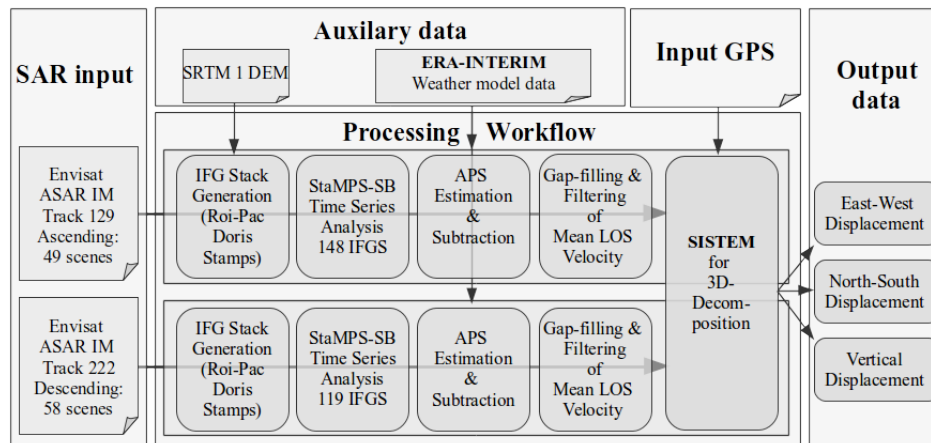 Auxilary data
SRTM 1 DEM
ERA-INTERIM
Weather model data
Input GPS
SAR input
Output
data
Processing Workflow
Envisat
ASAR IM
Track 129
Ascending:
49 scenes
IFG Stack
Generation
(Roi-Pac
Doris
Stamps)
StaMPS-SB
Time Series
Analysis
148 IFGS
APS
Estimation
&
Subtraction
Gap-filling &
Filtering
of
Mean LOS
Velocity
SISTEM
for
3D-
Decom-
position
East-West
Displacement
North-South
Displacement
Vertical
Displacement
Envisat
ASAR IM
Track 222
Descending:
58 scenes
IFG Stack
Generation
(Roi-Pac
Doris
Stamps)
StaMPS-SB
Time Series
Analysis
119 IFGS
APS
Estimation
&
Subtraction
Gap-filling &
Filtering
of
Mean LOS
Velocity